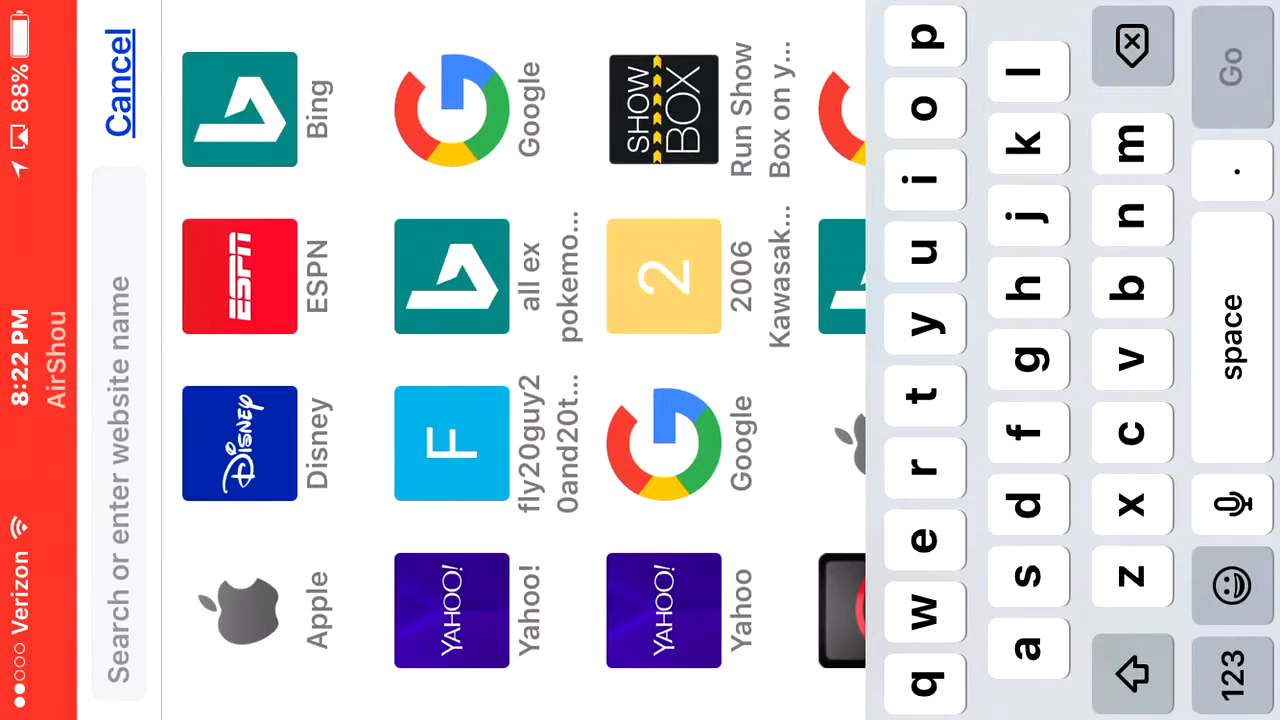 ●●○○○ Verizon 8:22 PM 88%
AirShou
Search or enter website name Cancel
DISNEY ESPN
Apple Disney ESPN Bing
YAHOO! F
Yahoo! fly20guy2 all ex Google
0and20t... pokemo...
YAHOO! 2 SHOW BOX
Yahoo Google 2006 Run Show
Kawasak... Box on y...
q w e r t y u i o p
a s d f g h j k l
z x c v b n m
123 space . Go